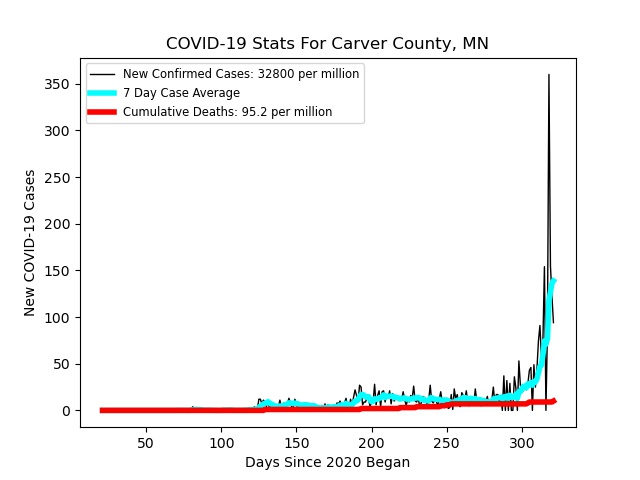 COVID-19 Stats For Carver County, MN
New Confirmed Cases: 32800 per million
7 Day Case Average
Cumulative Deaths: 95.2 per million
New COVID-19 Cases
350
300
250
200
150
100
50
0
50 100 150 200 250 300
Days Since 2020 Began